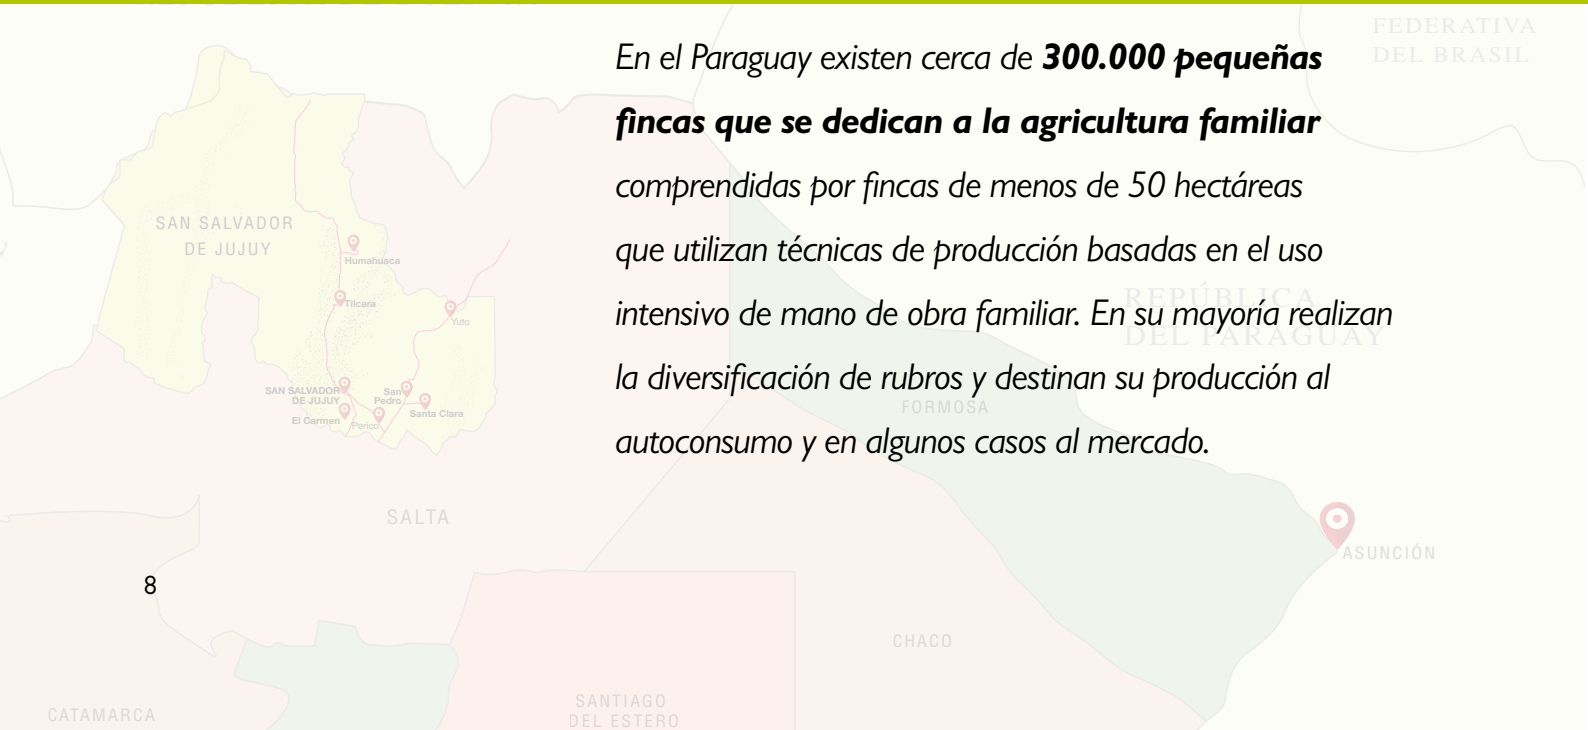 FEDERATIVA
DEL BRASIL
En el Paraguay existen cerca de 300.000 pequeñas
fincas que se dedican a la agricultura familiar
comprendidas por fincas de menos de 50 hectáreas
que utilizan técnicas de producción basadas en el uso
intensivo de mano de obra familiar. En su mayoría realizan
la diversificación de rubros y destinan su producción al
autoconsumo y en algunos casos al mercado.
SAN SALVADOR
DE JUJUY
Humahuaca
Tilcara
Yuto
SAN SALVADOR
DE JUJUY
San
Pedro
El Carmen
Perico
Santa Clara
REPÚBLICA
DEL PARAGUAY
FORMOSA
SALTA
ASUNCIÓN
8
CHACO
CATAMARCA
SANTIAGO
DEL ESTERO